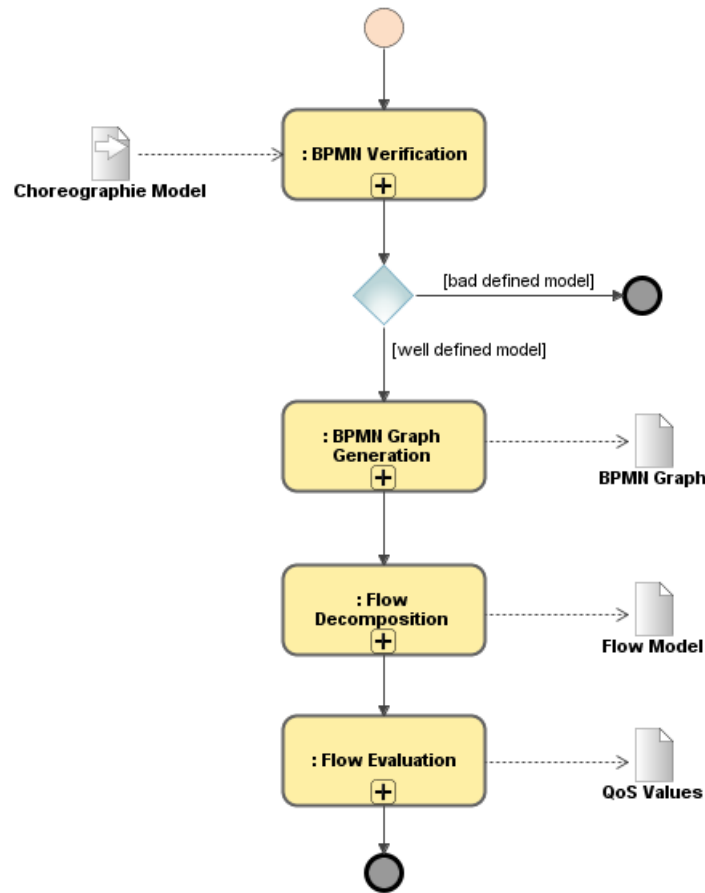 : BPMN Verification
Choreographie Model
[bad defined model]
[well defined model]
: BPMN Graph
Generation
BPMN Graph
: Flow
Decomposition
Flow Model
: Flow Evaluation
QoS Values